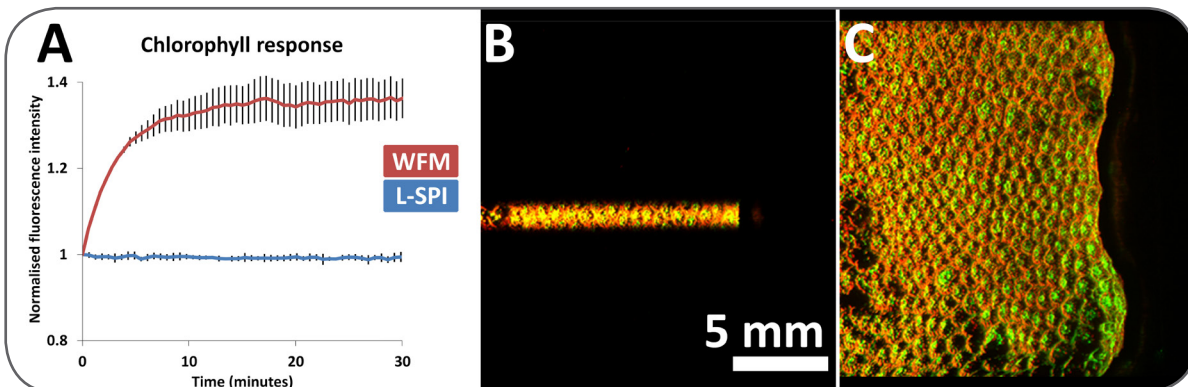 A
Chlorophyll response
Normalised fluorescence intensity
1.4
1.2
1
0.8
0
10
20
30
Time (minutes)
WFM
L-SPI
B
5 mm
C